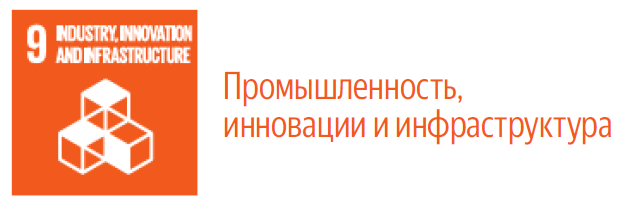 9 INDUSTRY, INNOVATION
AND INFRASTRUCTURE
Промышленность,
инновации и инфраструктура